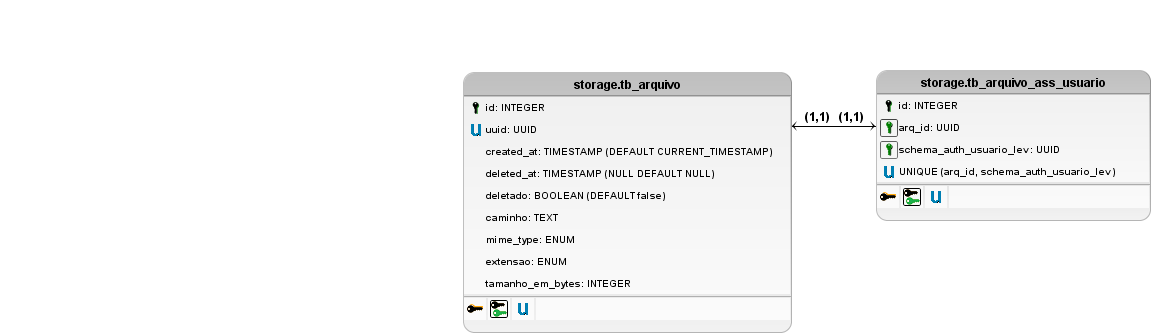 storage.tb_arquivo
id: INTEGER
uuid: UUID
created_at: TIMESTAMP (DEFAULT CURRENT_TIMESTAMP)
deleted_at: TIMESTAMP (NULL DEFAULT NULL)
deletado: BOOLEAN (DEFAULT false)
caminho: TEXT
mime_type: ENUM
extensao: ENUM
tamanho_em_bytes: INTEGER
(1,1) (1,1)
storage.tb_arquivo_ass_usuario
id: INTEGER
arq_id: UUID
schema_auth_usuario_lev: UUID
UNIQUE (arq_id, schema_auth_usuario_lev)